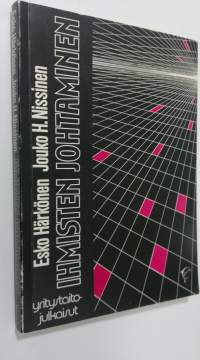 Esko Härkönen Jouko H. Nissinen
IHMISTEN JOHTAMINEN
yritystaito-
julkaisut